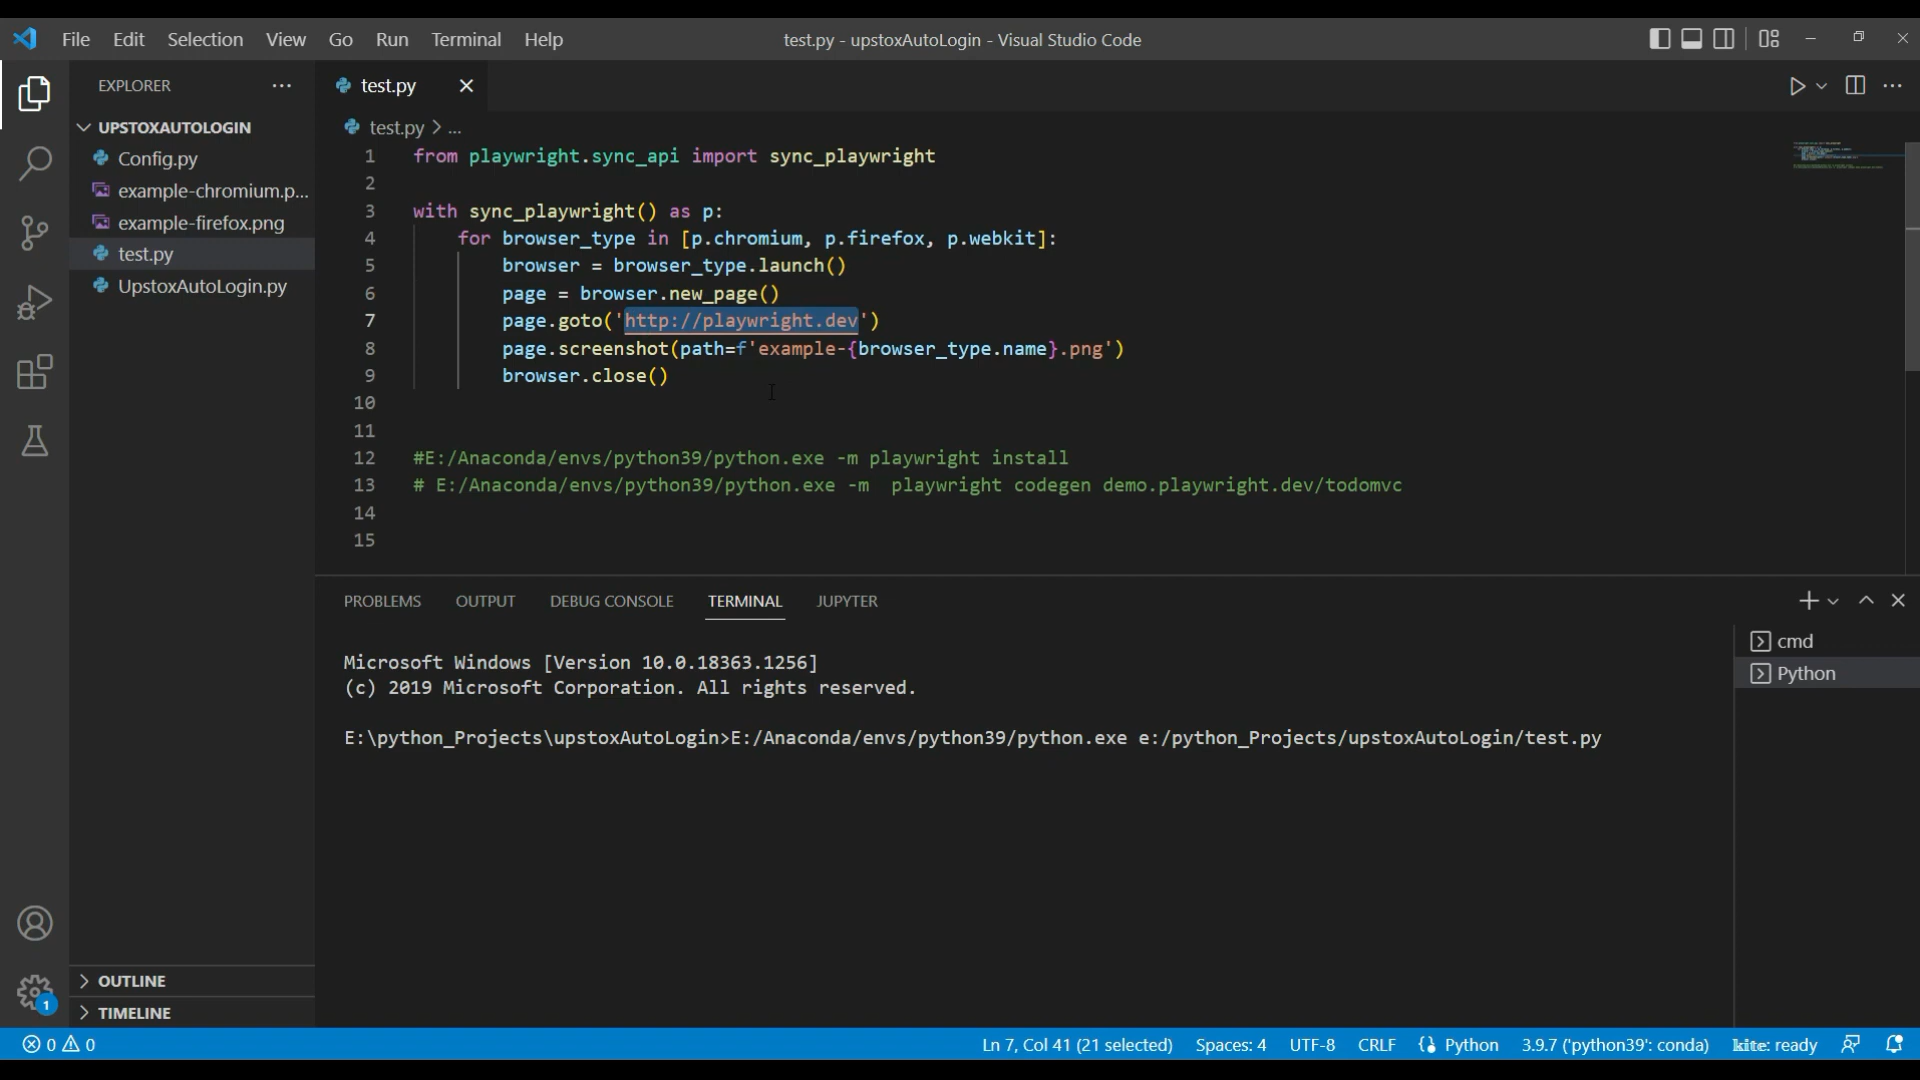 File Edit Selection View Go Run Terminal Help
test.py - upstoxAutoLogin - Visual Studio Code
EXPLORER
UPSTOXAUTOLOGIN
Config.py
example-chromium.p...
example-firefox.png
test.py
UpstoxAutoLogin.py
OUTLINE
TIMELINE
test.py
test.py > ...
1 from playwright.sync_api import sync_playwright
2
3 with sync_playwright() as p:
4 for browser_type in [p.chromium, p.firefox, p.webkit]:
5 browser = browser_type.launch()
6 page = browser.new_page()
7 page.goto('http://playwright.dev')
8 page.screenshot(path=f'example-{browser_type.name}.png')
9 browser.close()
10
11
12 #E:/Anaconda/envs/python39/python.exe -m playwright install
13 # E:/Anaconda/envs/python39/python.exe -m  playwright codegen demo.playwright.dev/todomvc
14
15
PROBLEMS OUTPUT DEBUG CONSOLE TERMINAL JUPYTER
Microsoft Windows [Version 10.0.18363.1256]
(c) 2019 Microsoft Corporation. All rights reserved.
E:\python_Projects\upstoxAutoLogin>E:/Anaconda/envs/python39/python.exe e:/python_Projects/upstoxAutoLogin/test.py
cmd
Python
1
0 0
Ln 7, Col 41 (21 selected) Spaces: 4 UTF-8 CRLF Python 3.9.7 ('python39': conda) kite: ready